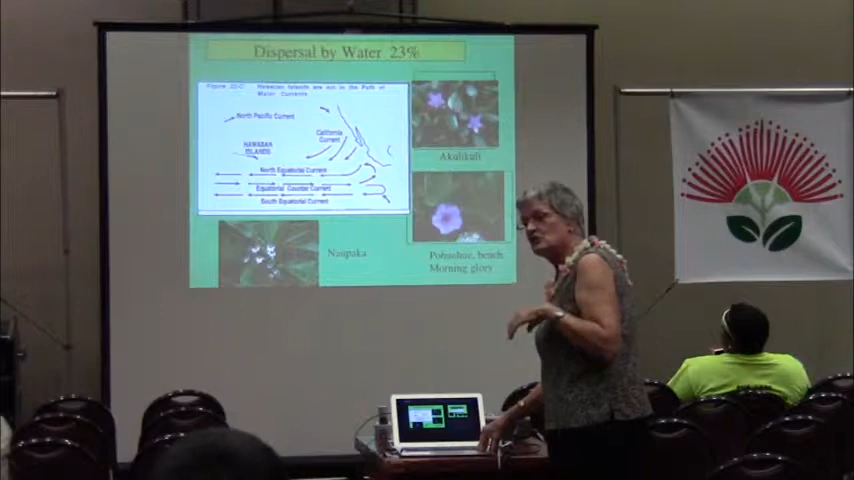 Dispersal by Water 23%
Hawaiian Islands are not in the Path of
Water Currents
North Pacific Current
California
Current
HAWAIIAN
ISLANDS
North Equatorial Current
Equatorial Counter Current
South Equatorial Current
Akulikuli
Naupaka
Pohuehue, beach
Morning glory